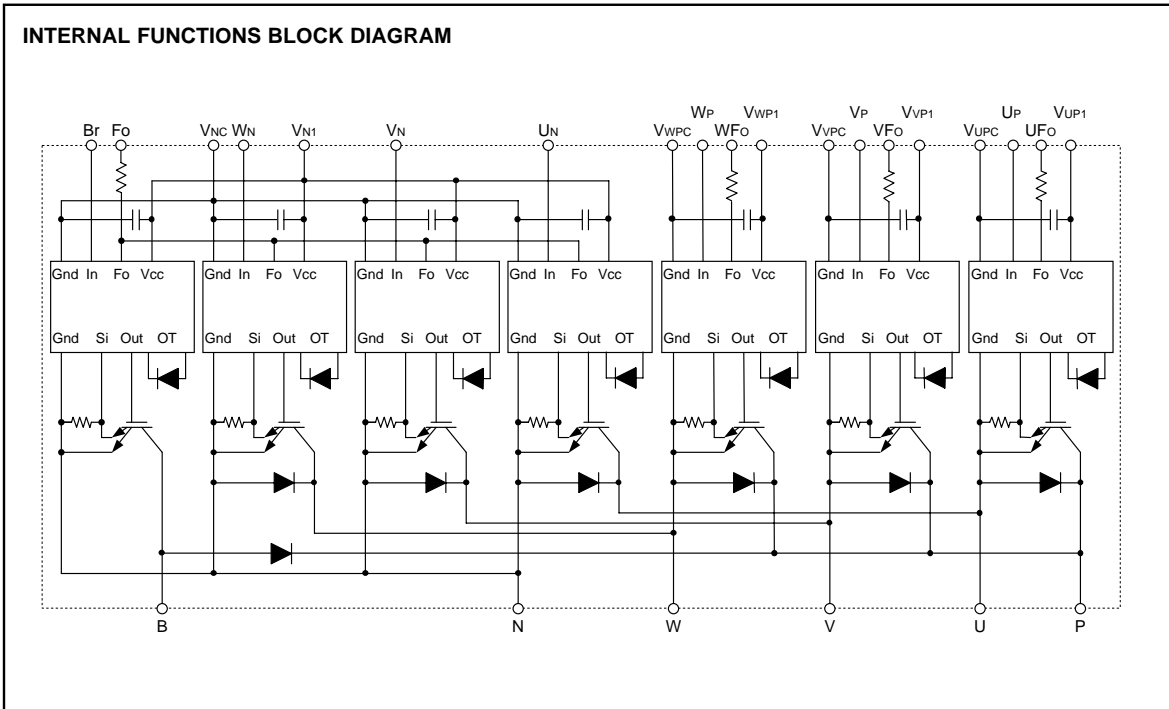 INTERNAL FUNCTIONS BLOCK DIAGRAM
WP VWP1 VP VVP1 UP VUP1
Br Fo VNC WN VN1 VN UN VWPC WFO VVPC VFO VUPC UFO
Gnd In Fo Vcc Gnd In Fo Vcc Gnd In Fo Vcc Gnd In Fo Vcc Gnd In Fo Vcc Gnd In Fo Vcc Gnd In Fo Vcc
Gnd Si Out OT Gnd Si Out OT Gnd Si Out OT Gnd Si Out OT Gnd Si Out OT Gnd Si Out OT Gnd Si Out OT
B N W V U P